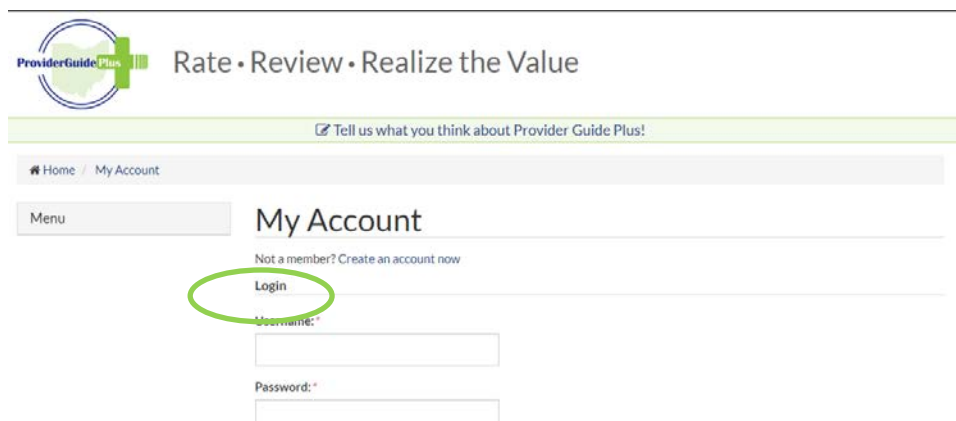 ProviderGuide Plus
Rate • Review • Realize the Value
Tell us what you think about Provider Guide Plus!
Home / My Account
Menu
My Account
Not a member? Create an account now
Login
Username: *
Password: *